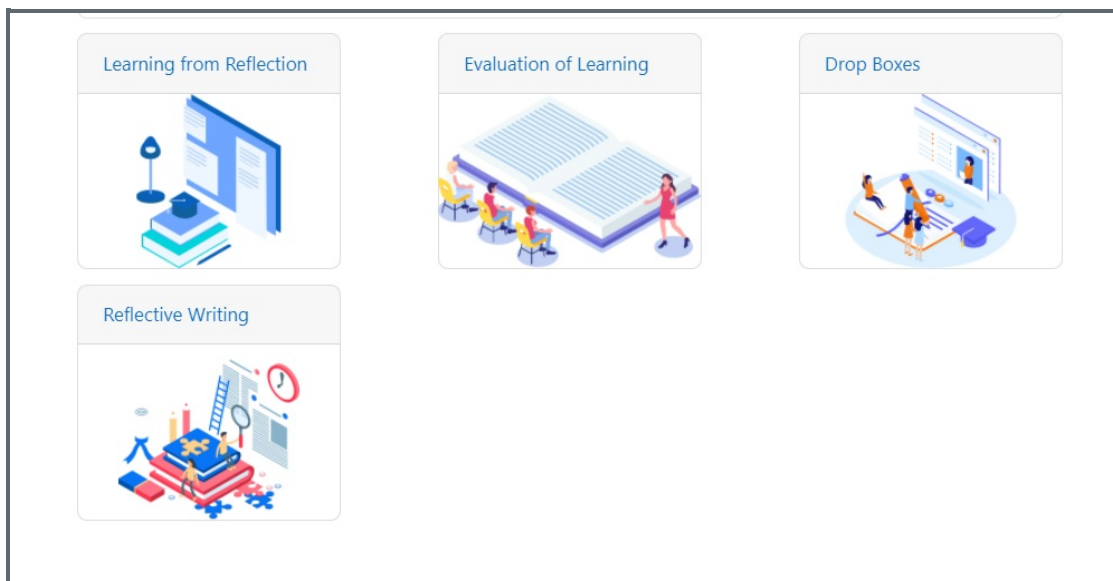 Learning from Reflection
Evaluation of Learning
Drop Boxes
Reflective Writing